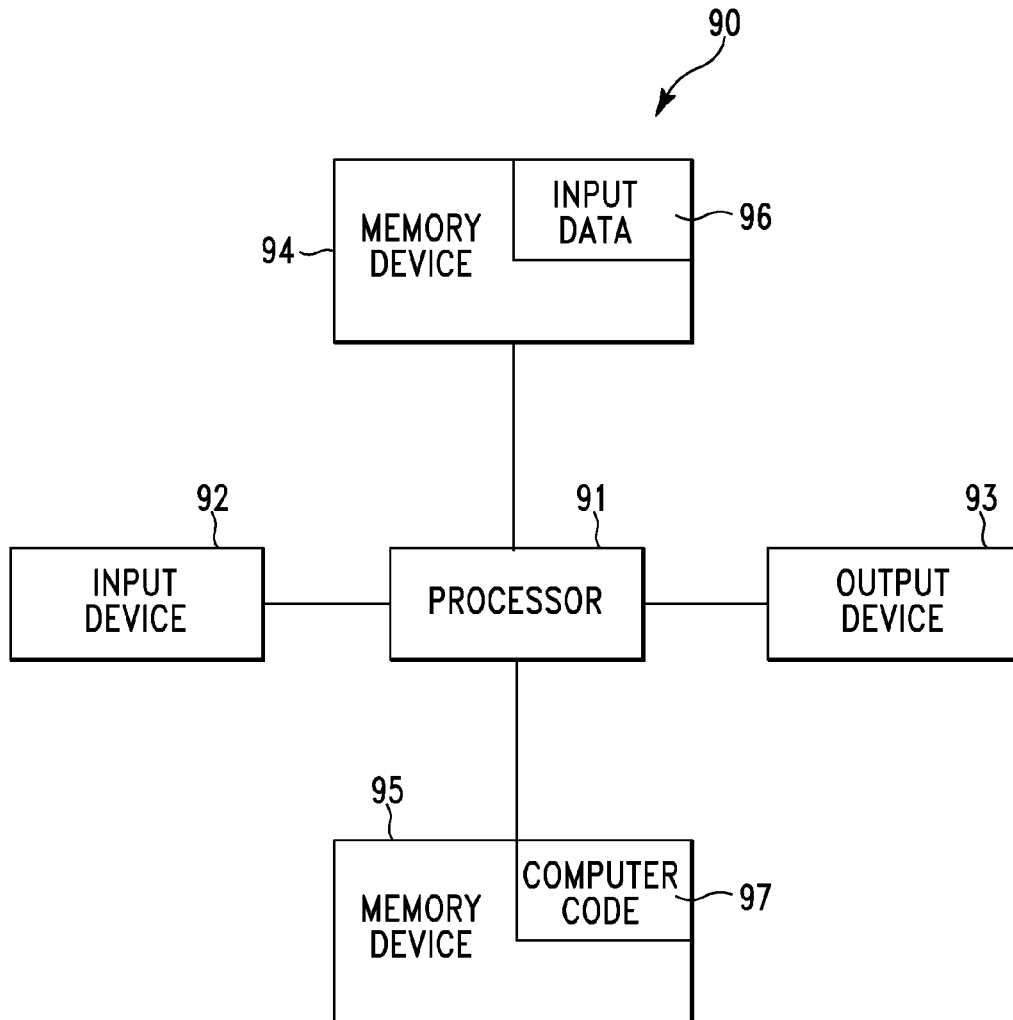 90
MEMORY
DEVICE
INPUT
DATA
94
96
92
91
93
INPUT
DEVICE
PROCESSOR
OUTPUT
DEVICE
95
MEMORY
DEVICE
COMPUTER
CODE
97